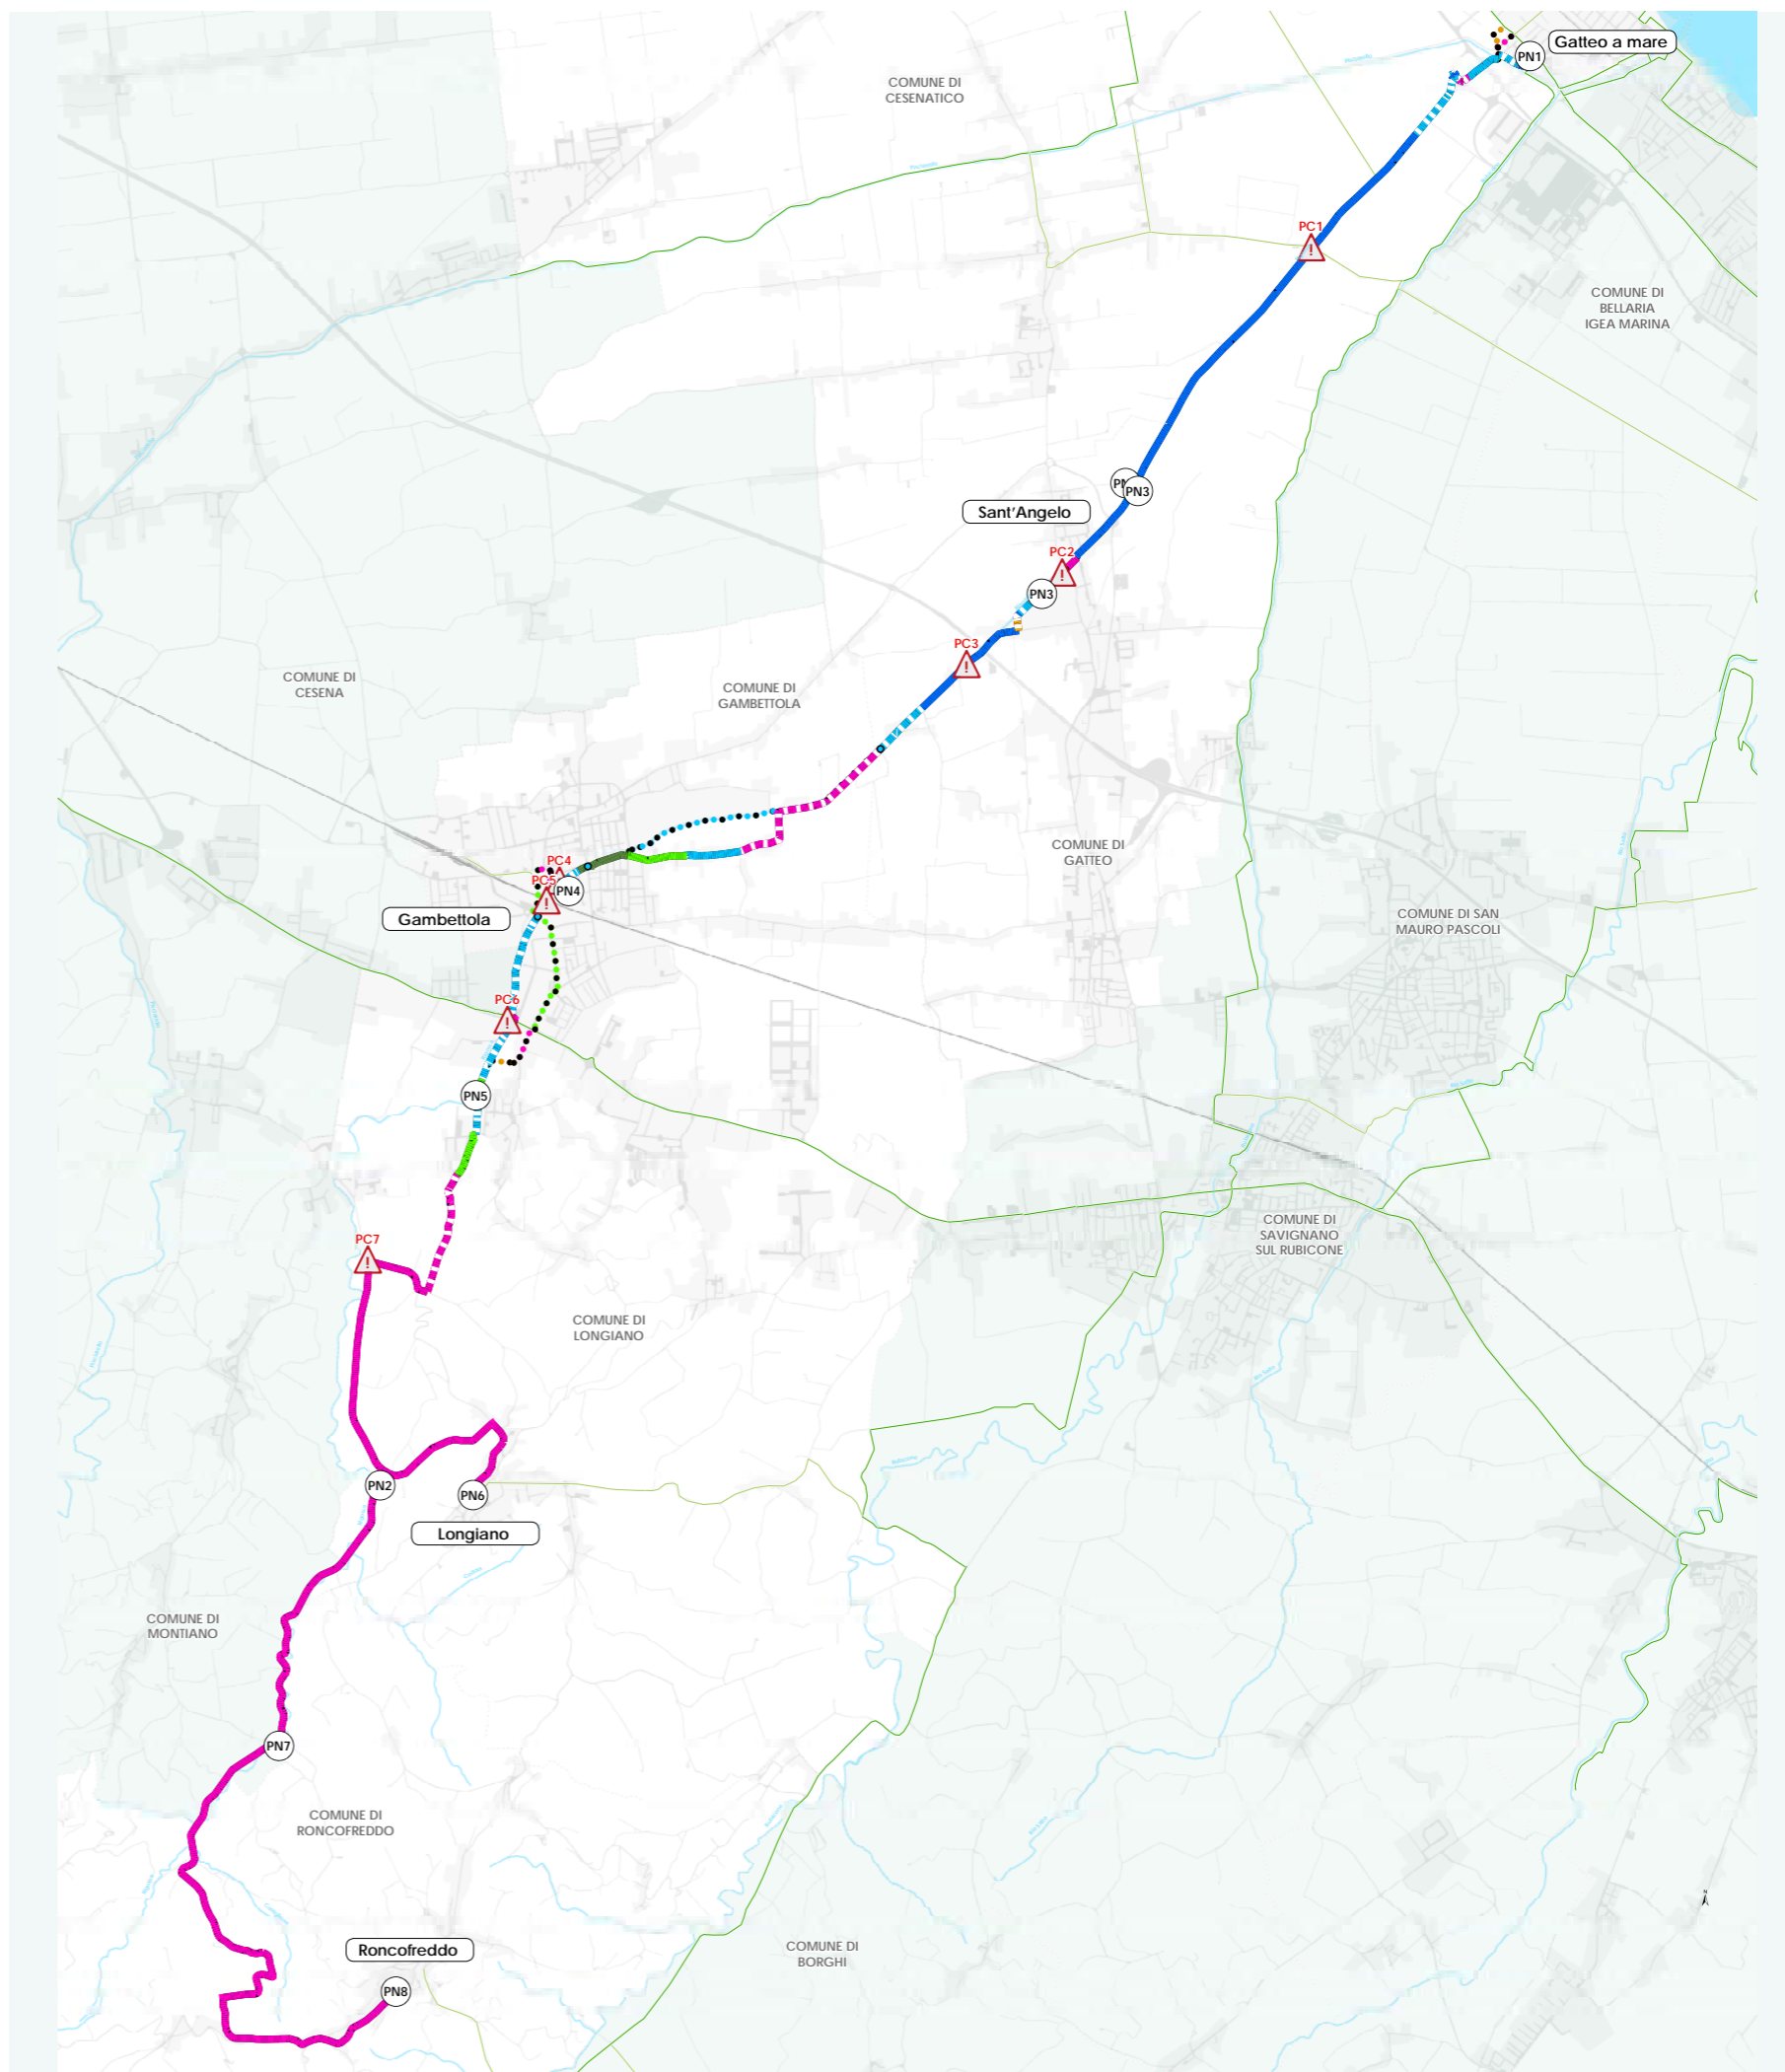 Gatteo a mare
PN1
COMUNE DI
CESENATICO
PC1
COMUNE DI
BELLARIA
IGEA MARINA
PN3
Sant'Angelo
PC2
PN3
PC3
COMUNE DI
CESENA
COMUNE DI
GAMBETTOLA
COMUNE DI
GATTEO
PC4
PC5
PN4
Gambettola
COMUNE DI SAN
MAURO PASCOLI
PC6
PN5
COMUNE DI
SAVIGNANO
SUL RUBICONE
PC7
COMUNE DI
LONGIANO
PN2
PN6
Longiano
COMUNE DI
MONTIANO
PN7
COMUNE DI
RONCOFREDDO
N
Roncofreddo
COMUNE DI
BORGHI
PN8